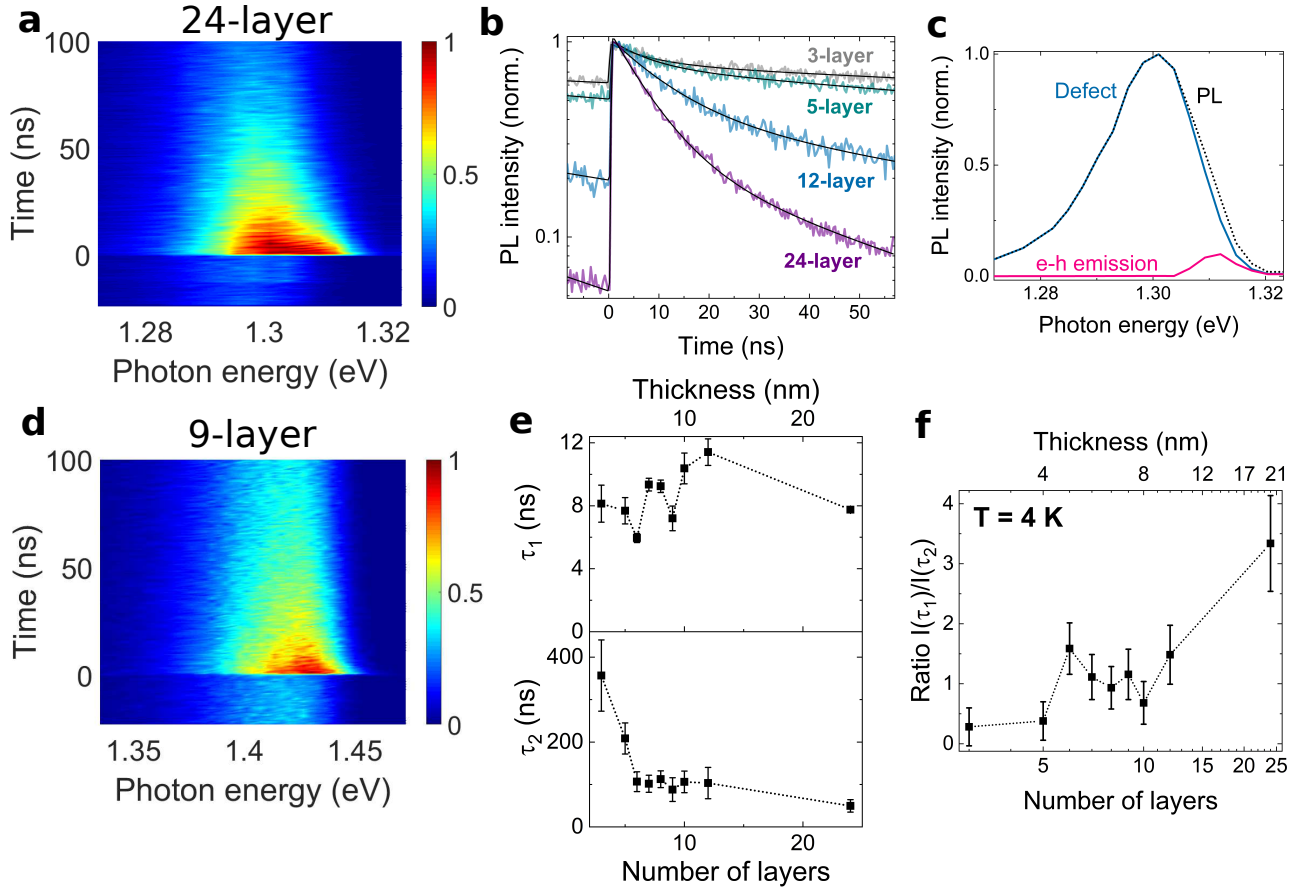 a
24-layer
100
50
0
Time (ns)
1.28
1.3
1.32
Photon energy (eV)
1
0.5
0
b
1
0.1
PL intensity (norm.)
3-layer
5-layer
12-layer
24-layer
0
10
20
30
40
50
Time (ns)
c
1.0
0.5
0.0
PL intensity (norm.)
Defect
PL
e-h emission
1.28
1.30
1.32
Photon energy (eV)
d
9-layer
100
50
0
Time (ns)
1.35
1.4
1.45
Photon energy (eV)
1
0.5
0
e
Thickness (nm)
10
20
12
8
4
0
τ1 (ns)
400
200
0
τ2 (ns)
10
20
Number of layers
f
Thickness (nm)
4
8
12
17
21
T = 4 K
4
3
2
1
0
Ratio I(τ1)/I(τ2)
5
10
15
20
25
Number of layers